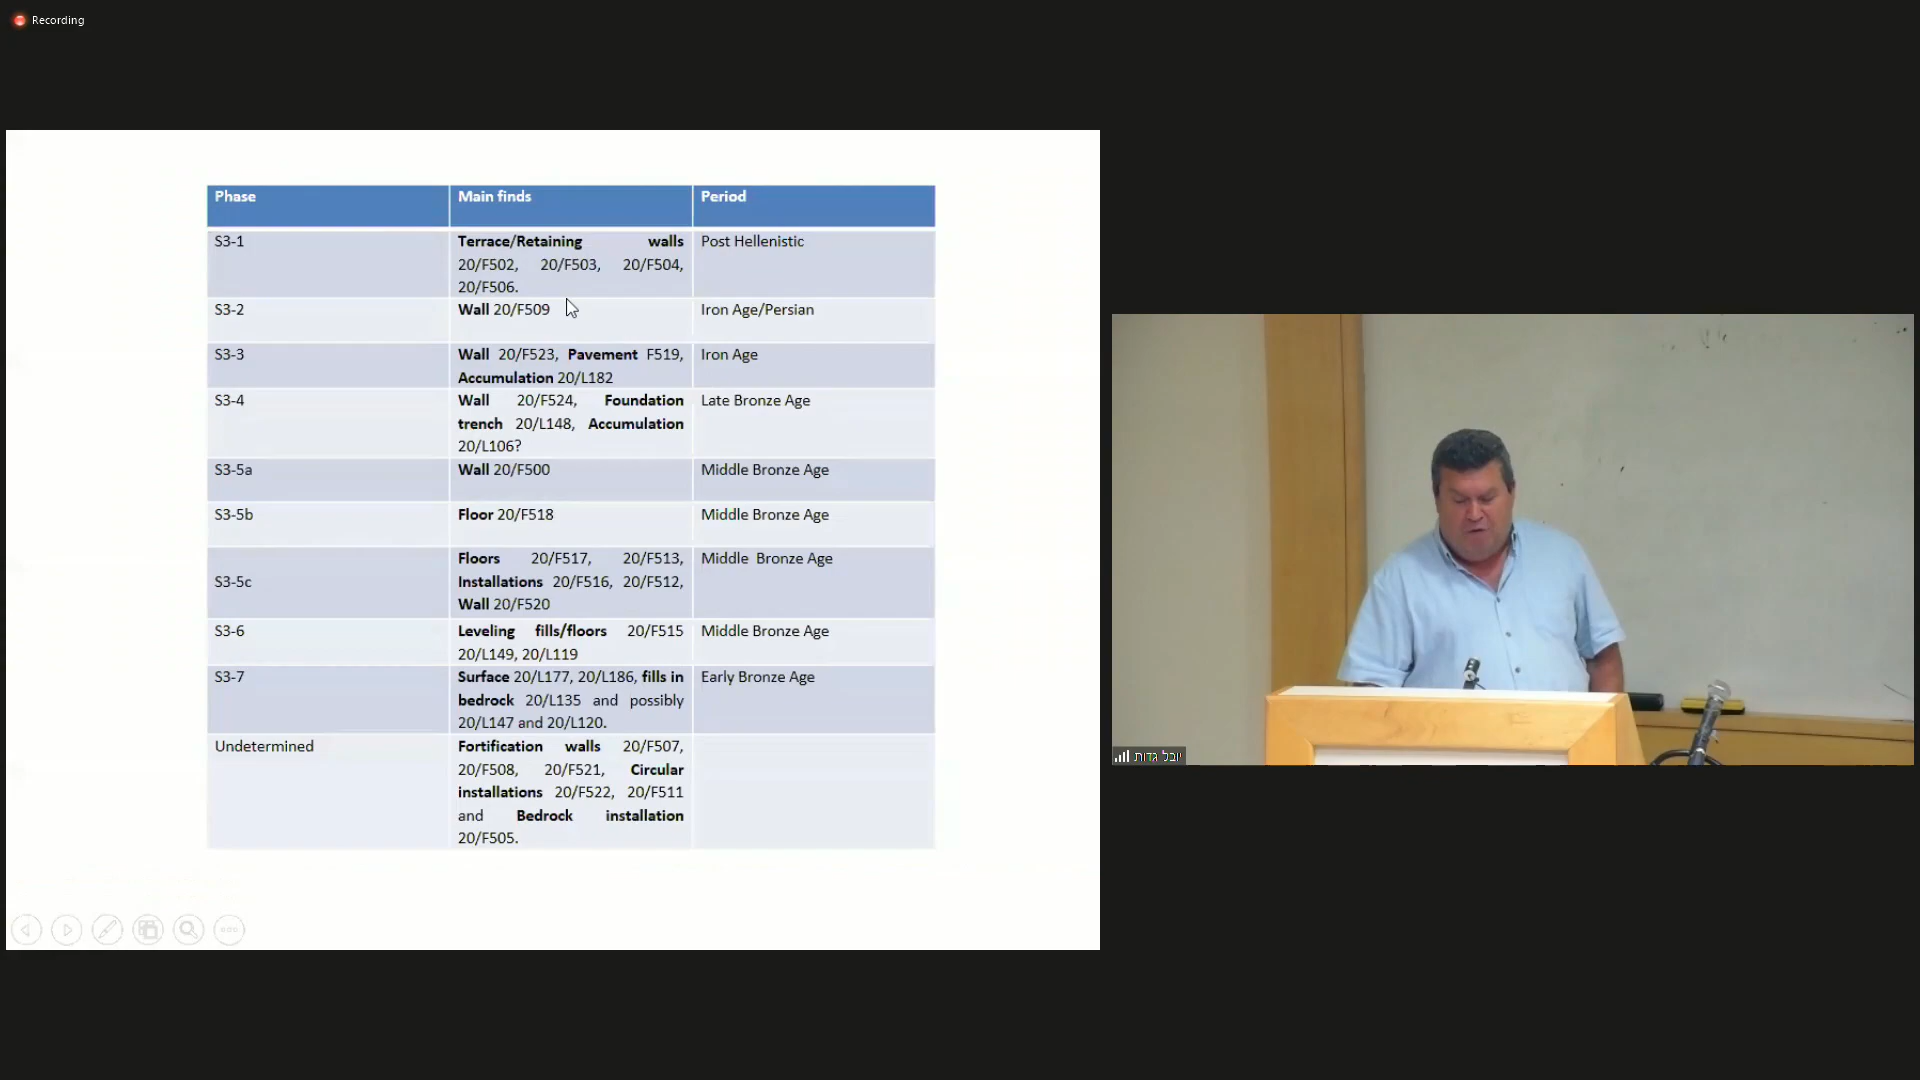 Recording
Phase Main finds Period
S3-1 Terrace/Retaining walls Post Hellenistic
20/F502, 20/F503, 20/F504,
20/F506.
S3-2 Wall 20/F509 Iron Age/Persian
S3-3 Wall 20/F523, Pavement F519, Iron Age
Accumulation 20/L182
S3-4 Wall 20/F524, Foundation Late Bronze Age
trench 20/L148, Accumulation
20/L106?
S3-5a Wall 20/F500 Middle Bronze Age
S3-5b Floor 20/F518 Middle Bronze Age
Floors 20/F517, 20/F513, Middle Bronze Age
S3-5c Installations 20/F516, 20/F512,
Wall 20/F520
S3-6 Leveling fills/floors 20/F515 Middle Bronze Age
20/L149, 20/L119
S3-7 Surface 20/L177, 20/L186, fills in Early Bronze Age
bedrock 20/L135 and possibly
20/L147 and 20/L120.
Undetermined Fortification walls 20/F507,
20/F508, 20/F521, Circular
installations 20/F522, 20/F511
and Bedrock installation
20/F505.
יובל גדות